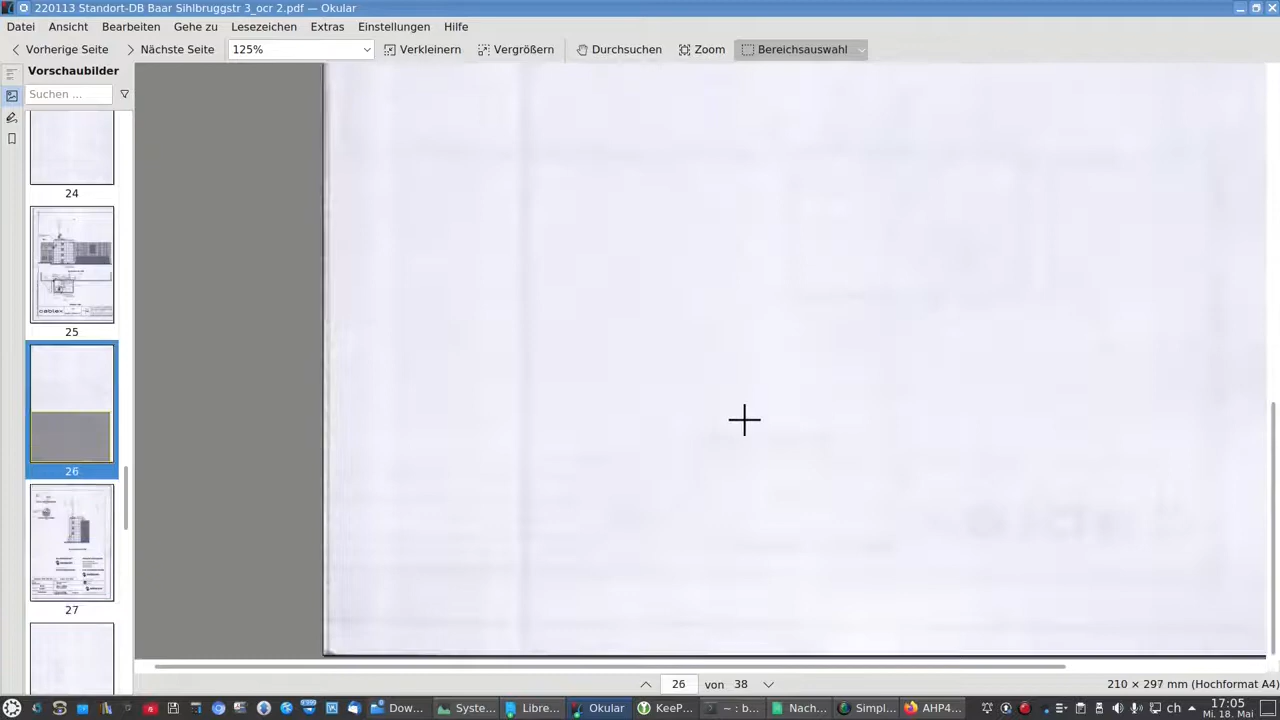 220113 Standort-DB Baar Sihlbruggstr 3_ocr 2.pdf — Okular
Datei Ansicht Bearbeiten Gehe zu Lesezeichen Extras Einstellungen Hilfe
Vorherige Seite Nächste Seite 125% Verkleinern Vergrößern Durchsuchen Zoom Bereichsauswahl
Vorschaubilder
Suchen ...
24
25
26
27
26 von 38 210 × 297 mm (Hochformat A4)
Dow... Syste... Libre... Okular KeeP... ~ : b... Nach... Simpl... AHP4... ch 17:05
Mi. 18. Mai